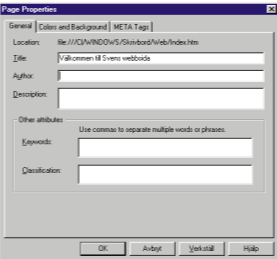 Page Properties
General Colors and Background META Tags
Location: file:///C|/WINDOWS/Skrivbord/Web/Index.htm
Title: Välkommen till Svens webbsida
Author:
Description:
Other attributes
Use commas to separate multiple words or phrases.
Keywords:
Classification:
OK Avbryt Verkställ Hjälp